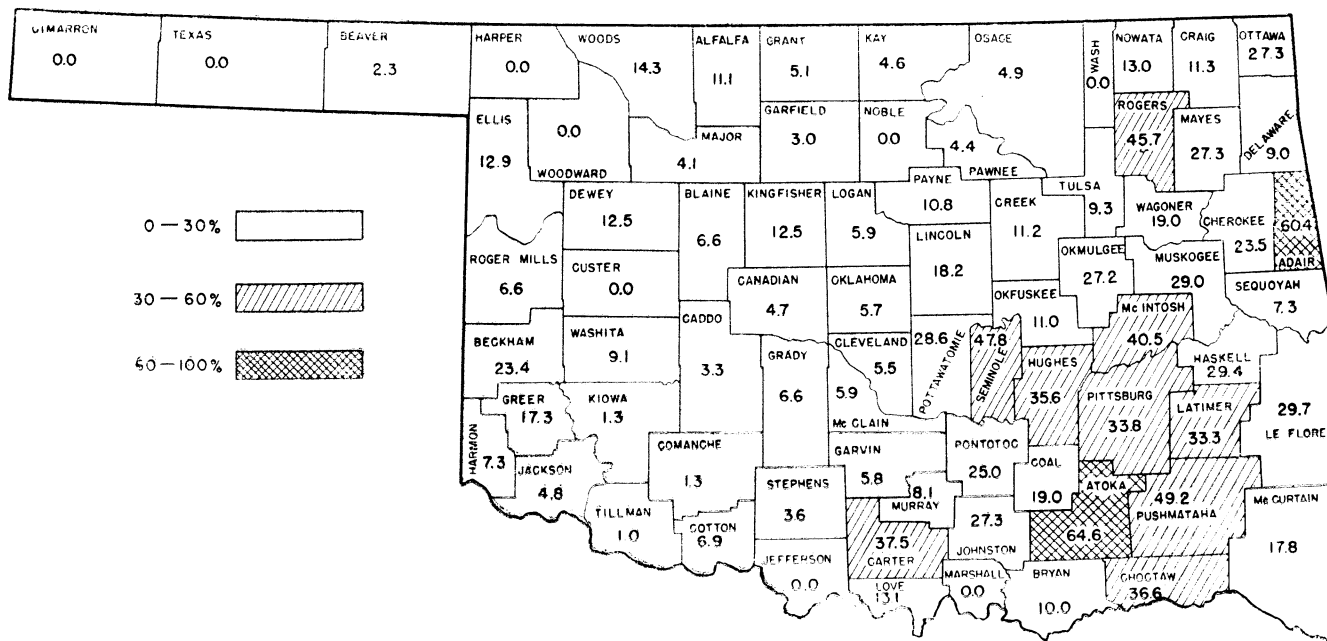 CIMARRON
0.0
TEXAS
0.0
BEAVER
2.3
HARPER
0.0
WOODS
14.3
ALFALFA
11.1
GRANT
5.1
KAY
4.6
OSAGE
4.9
WASH
0.0
NOWATA
13.0
CRAIG
11.3
OTTAWA
27.3
ELLIS
12.9
WOODWARD
0.0
MAJOR
4.1
GARFIELD
3.0
NOBLE
0.0
PAWNEE
4.4
ROGERS
45.7
MAYES
27.3
DELAWARE
9.0
0 – 30%
30 – 60%
60 – 100%
DEWEY
12.5
BLAINE
6.6
KINGFISHER
12.5
LOGAN
5.9
PAYNE
10.8
CREEK
11.2
TULSA
9.3
WAGONER
19.0
CHEROKEE
23.5
60.4
ADAIR
ROGER MILLS
6.6
CUSTER
0.0
CANADIAN
4.7
OKLAHOMA
5.7
LINCOLN
18.2
OKMULGEE
27.2
MUSKOGEE
29.0
SEQUOYAH
7.3
BECKHAM
23.4
WASHITA
9.1
CADDO
3.3
GRADY
6.6
CLEVELAND
5.5
5.9
Mc CLAIN
28.6
POTTAWATOMIE
47.8
SEMINOLE
OKFUSKEE
11.0
Mc INTOSH
40.5
HASKELL
29.4
HUGHES
35.6
PITTSBURG
33.8
LATIMER
33.3
29.7
LE FLORE
GREER
17.3
KIOWA
1.3
HARMON
7.3
JACKSON
4.8
COMANCHE
1.3
GARVIN
5.8
PONTOTOC
25.0
COAL
19.0
ATOKA
64.6
49.2
PUSHMATAHA
Mc CURTAIN
17.8
TILLMAN
1.0
COTTON
6.9
STEPHENS
3.6
8.1
MURRAY
27.3
JOHNSTON
37.5
CARTER
JEFFERSON
0.0
LOVE
13.1
MARSHALL
0.0
BRYAN
10.0
CHOCTAW
36.6